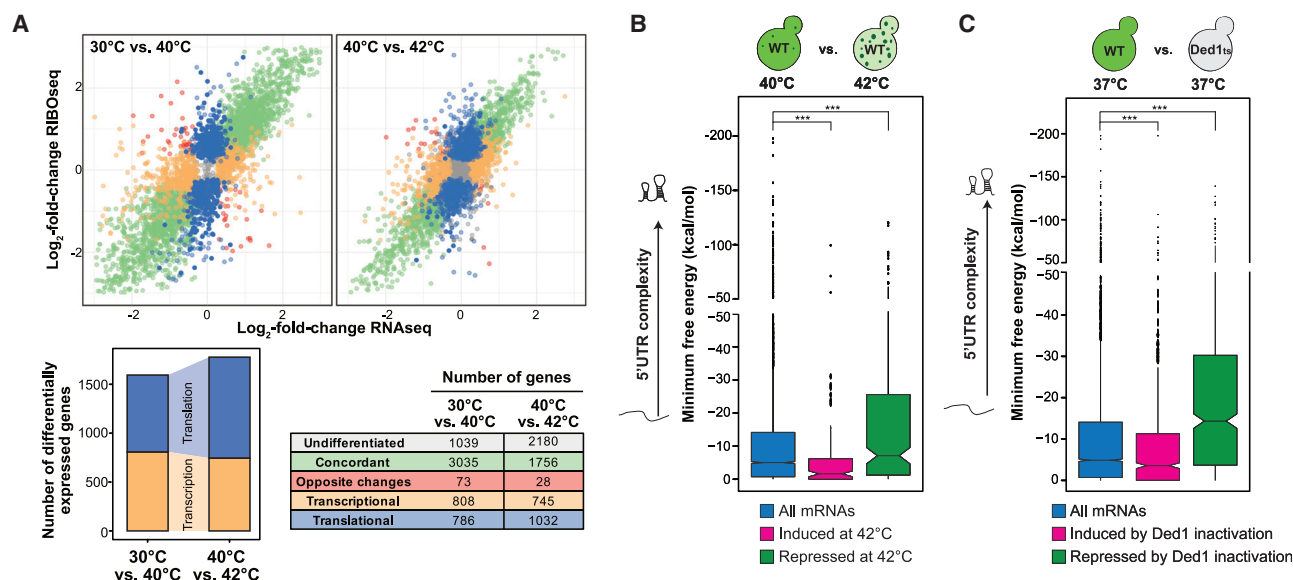 A
30°C vs. 40°C
40°C vs. 42°C
Log2-fold-change RIBOseq
2
0
-2
-2
0
2
-2
0
2
Log2-fold-change RNAseq
Number of differentially
expressed genes
1500
1000
500
0
Translation
Transcription
30°C
vs. 40°C
40°C
vs. 42°C
Number of genes
30°C
vs. 40°C
40°C
vs. 42°C
Undifferentiated 1039 2180
Concordant 3035 1756
Opposite changes 73 28
Transcriptional 808 745
Translational 786 1032
B
WT
vs.
WT
40°C
42°C
***
***
5'UTR complexity
Minimum free energy (kcal/mol)
−200
−150
−100
−50
−50
−40
−30
−20
−10
0
All mRNAs
Induced at 42°C
Repressed at 42°C
C
WT
vs.
Ded1ts
37°C
37°C
***
***
5'UTR complexity
Minimum free energy (kcal/mol)
−200
−150
−100
−50
−50
−40
−30
−20
−10
0
All mRNAs
Induced by Ded1 inactivation
Repressed by Ded1 inactivation